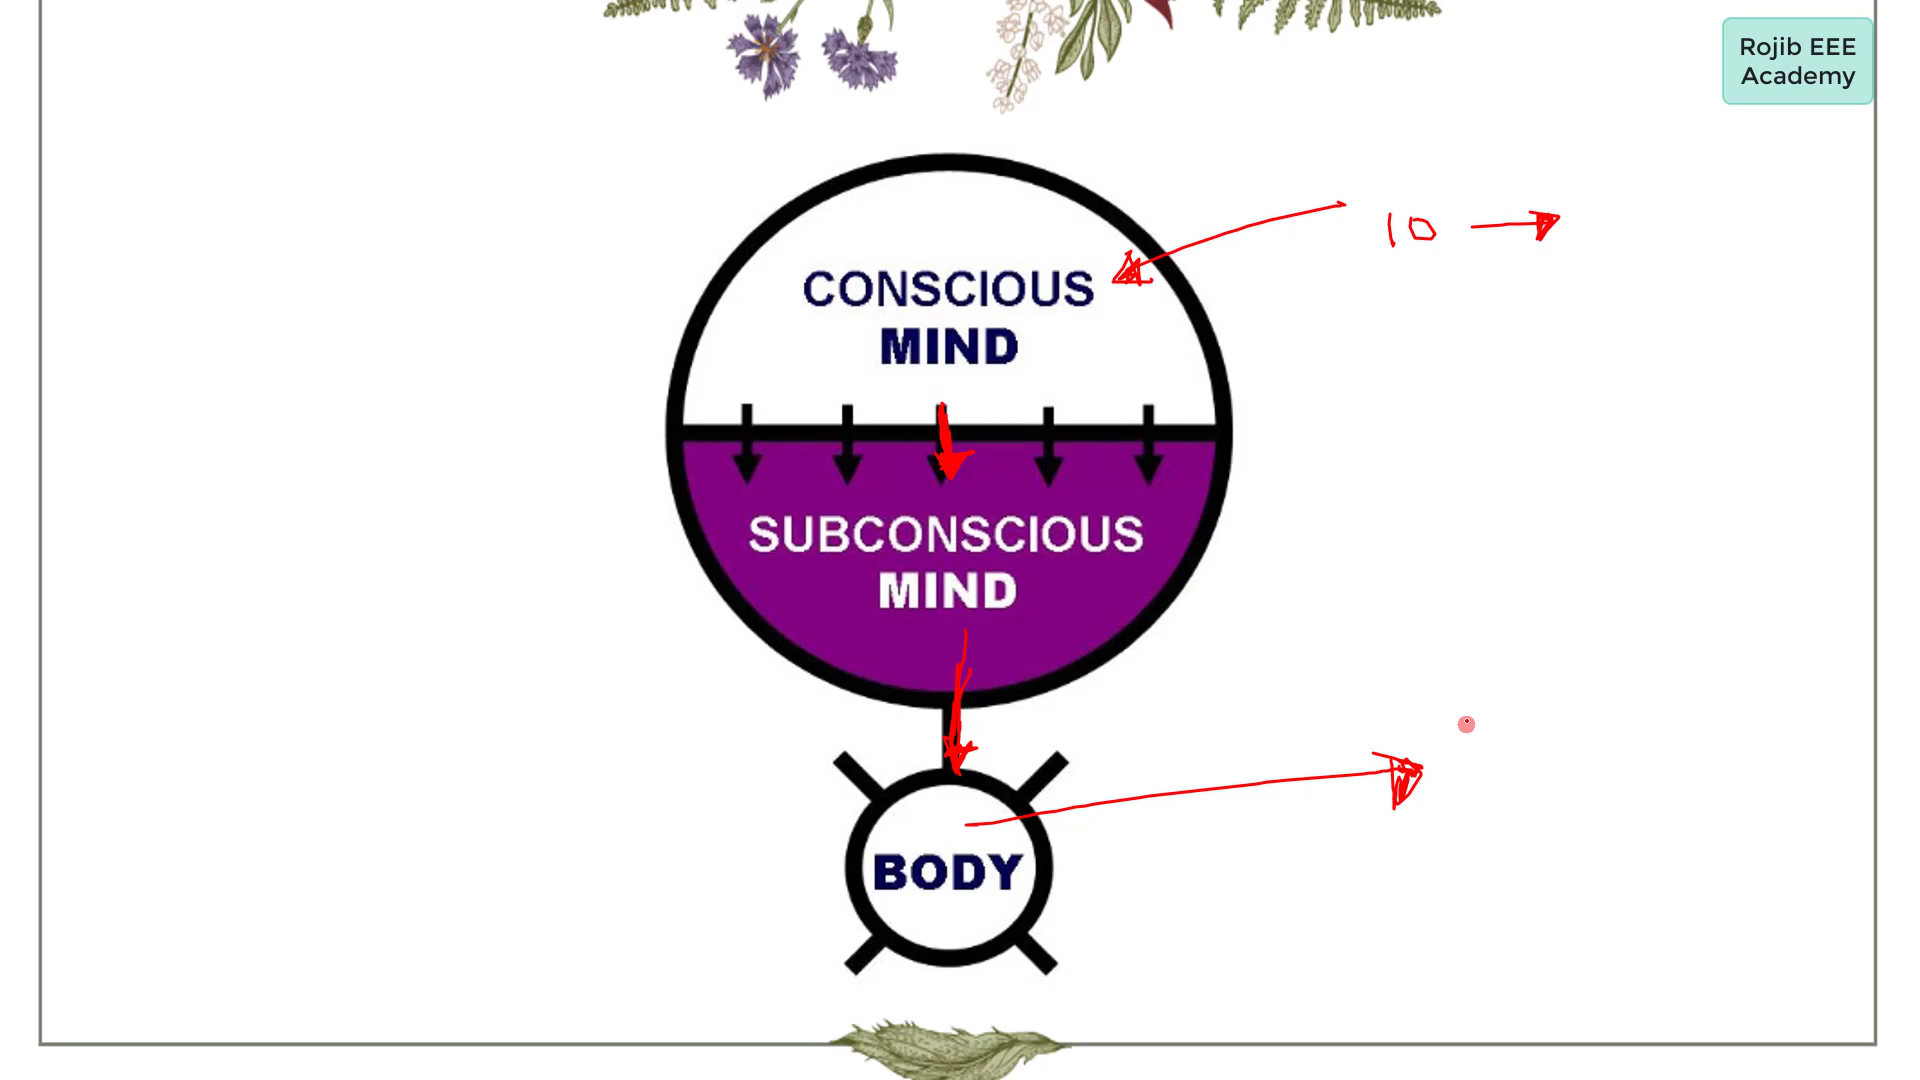 Rojib EEE
Academy
10
CONSCIOUS
MIND
SUBCONSCIOUS
MIND
BODY